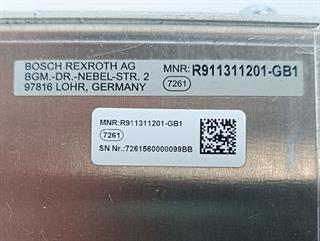 BOSCH REXROTH AG
BGM.-DR.-NEBEL-STR. 2
97816 LOHR, GERMANY
MNR: R911311201-GB1
7261
MNR:R911311201-GB1
7261
SN Nr.:7261560000099BB